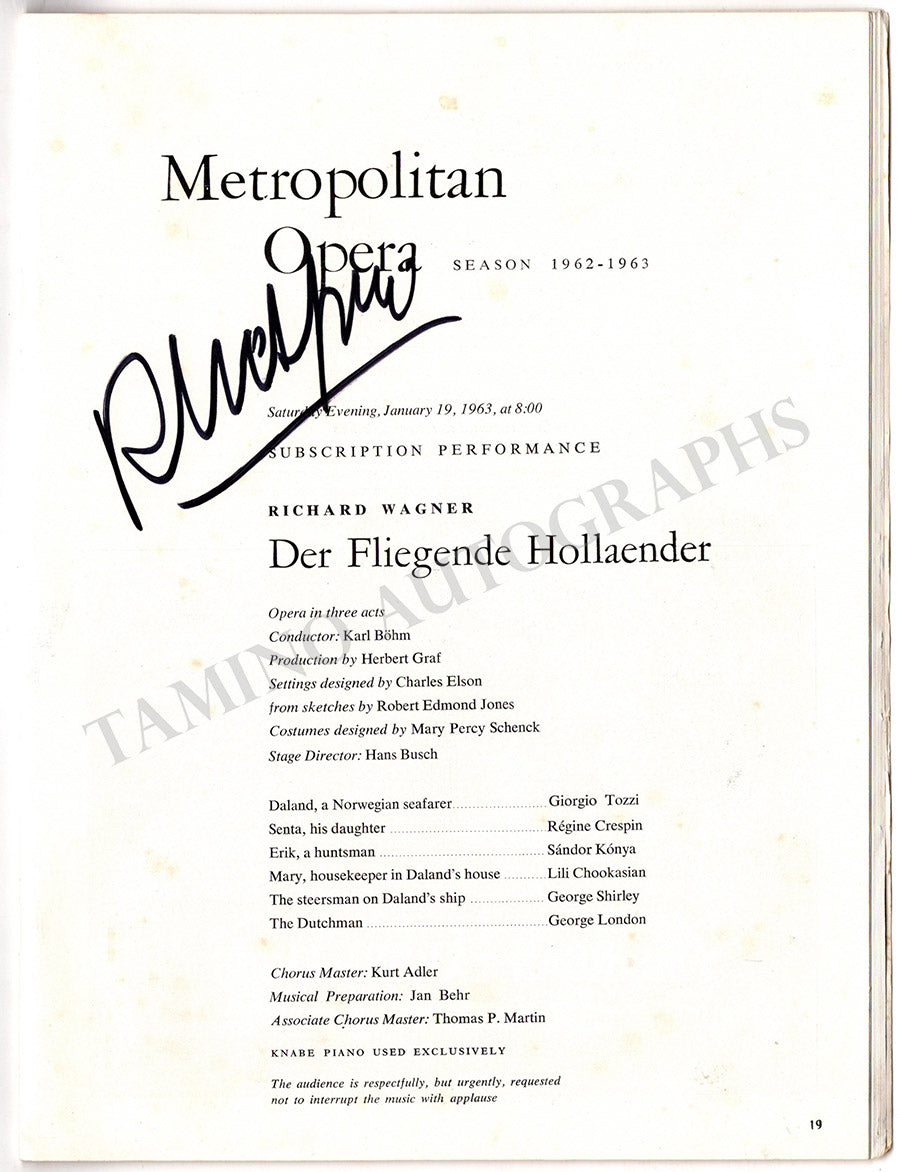 Metropolitan
Opera SEASON 1962-1963
RCrespin
Saturday Evening, January 19, 1963, at 8:00
SUBSCRIPTION PERFORMANCE
RICHARD WAGNER
Der Fliegende Hollaender
Opera in three acts
Conductor: Karl Böhm
Production by Herbert Graf
Settings designed by Charles Elson
from sketches by Robert Edmond Jones
Costumes designed by Mary Percy Schenck
Stage Director: Hans Busch
Daland, a Norwegian seafarer........................Giorgio Tozzi
Senta, his daughter........................Régine Crespin
Erik, a huntsman........................Sándor Kónya
Mary, housekeeper in Daland's house..........Lili Chookasian
The steersman on Daland's ship..................George Shirley
The Dutchman........................George London
Chorus Master: Kurt Adler
Musical Preparation: Jan Behr
Associate Chorus Master: Thomas P. Martin
KNABE PIANO USED EXCLUSIVELY
The audience is respectfully, but urgently, requested
not to interrupt the music with applause
19
TAMINO AUTOGRAPHS